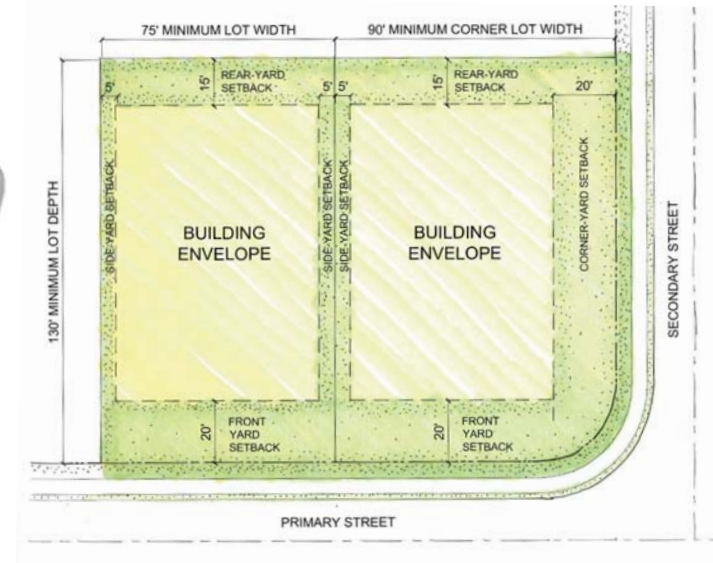 75' MINIMUM LOT WIDTH
90' MINIMUM CORNER LOT WIDTH
5'
15'
REAR-YARD
SETBACK
5'
5'
15'
REAR-YARD
SETBACK
20'
130' MINIMUM LOT DEPTH
SIDE-YARD SETBACK
BUILDING
ENVELOPE
SIDE-YARD SETBACK
SIDE-YARD SETBACK
BUILDING
ENVELOPE
CORNER-YARD SETBACK
SECONDARY STREET
20'
FRONT
YARD
SETBACK
20'
FRONT
YARD
SETBACK
PRIMARY STREET